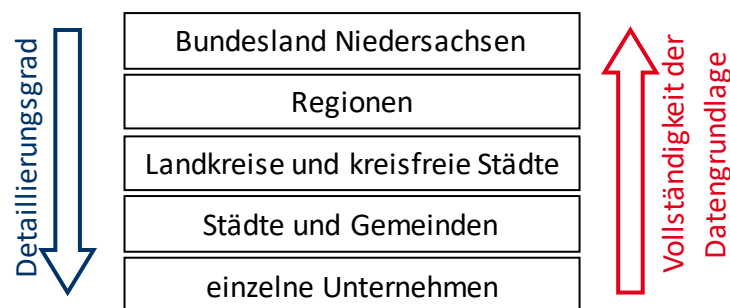 Detaillierungsgrad
Bundesland Niedersachsen
Regionen
Landkreise und kreisfreie Städte
Städte und Gemeinden
einzelne Unternehmen
Vollständigkeit der
Datengrundlage